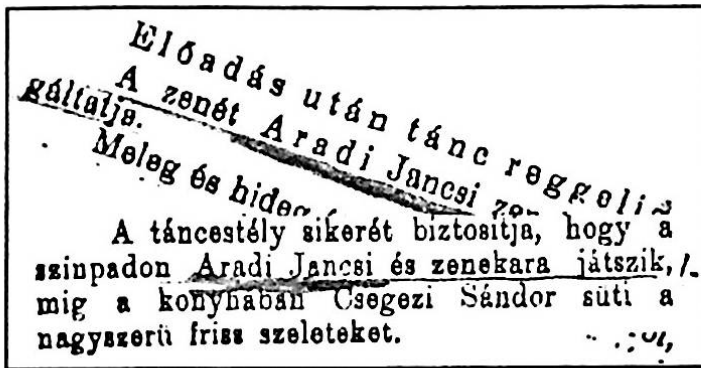 Előadás után tánc reggelig
A zenét Aradi Jancsi
gáltatja.
Meleg és hideg
A táncestély sikerét biztosítja, hogy a
szinpadon Aradi Jancsi és zenekara játszik,
mig a konyhában Csegezi Sándor süti a
nagyszerü friss szeleteket.